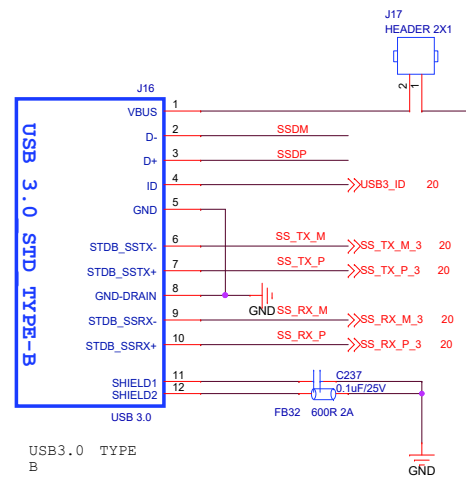 J17
HEADER 2X1
2
1
J16
USB 3.0 STD TYPE-B
VBUS 1
D- 2 SSDM
D+ 3 SSDP
ID 4 USB3_ID 20
GND 5
STDB_SSTX- 6 SS_TX_M SS_TX_M_3 20
STDB_SSTX+ 7 SS_TX_P SS_TX_P_3 20
GND-DRAIN 8
GND
STDB_SSRX- 9 SS_RX_M SS_RX_M_3 20
STDB_SSRX+ 10 SS_RX_P SS_RX_P_3 20
SHIELD1 11 C237
SHIELD2 12 0.1uF/25V
USB 3.0
FB32 600R 2A
USB3.0 TYPE
B
GND